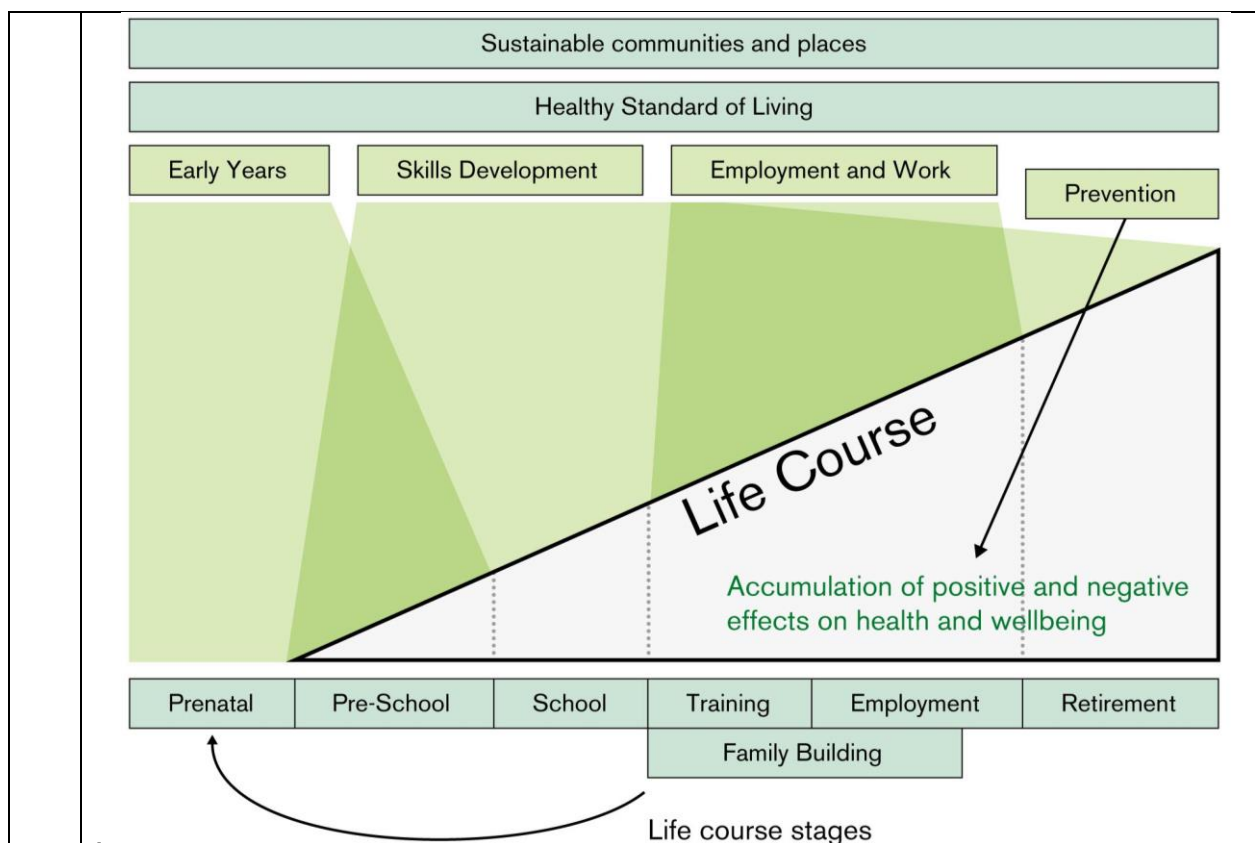 Sustainable communities and places
Healthy Standard of Living
Early Years
Skills Development
Employment and Work
Prevention
Life Course
Accumulation of positive and negative
effects on health and wellbeing
Prenatal
Pre-School
School
Training
Employment
Retirement
Family Building
Life course stages